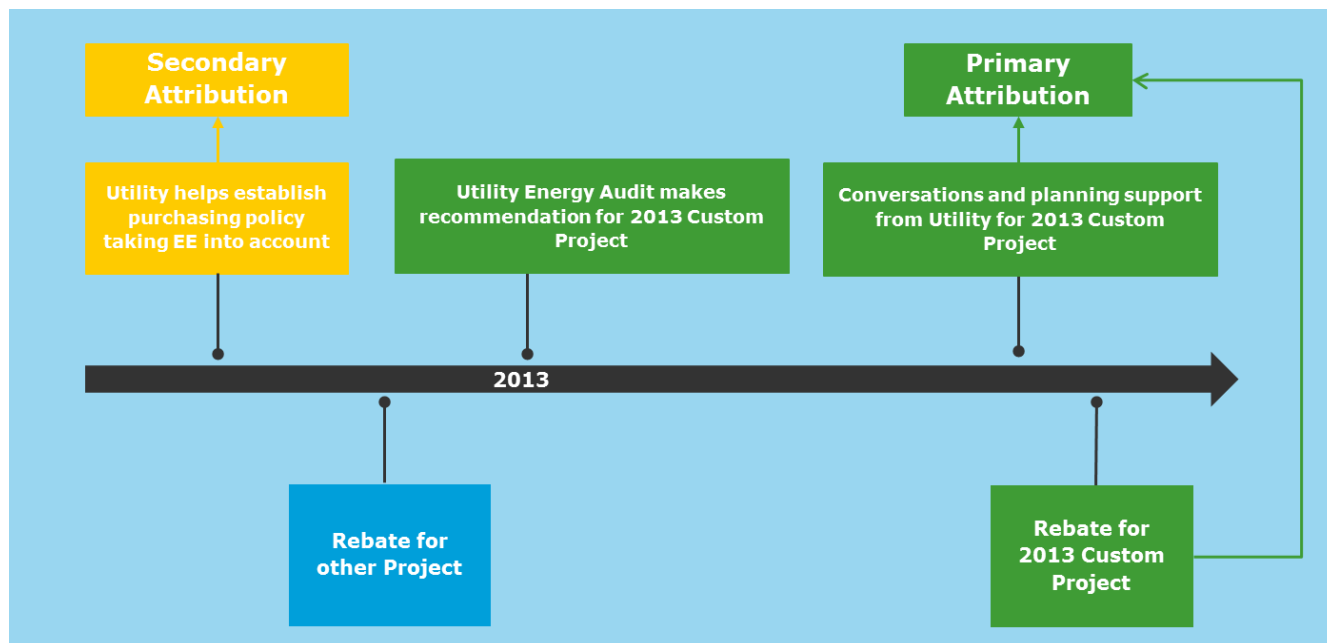 Secondary
Attribution
Primary
Attribution
Utility helps establish
purchasing policy
taking EE into account
Utility Energy Audit makes
recommendation for 2013 Custom
Project
Conversations and planning support
from Utility for 2013 Custom
Project
2013
Rebate for
other Project
Rebate for
2013 Custom
Project